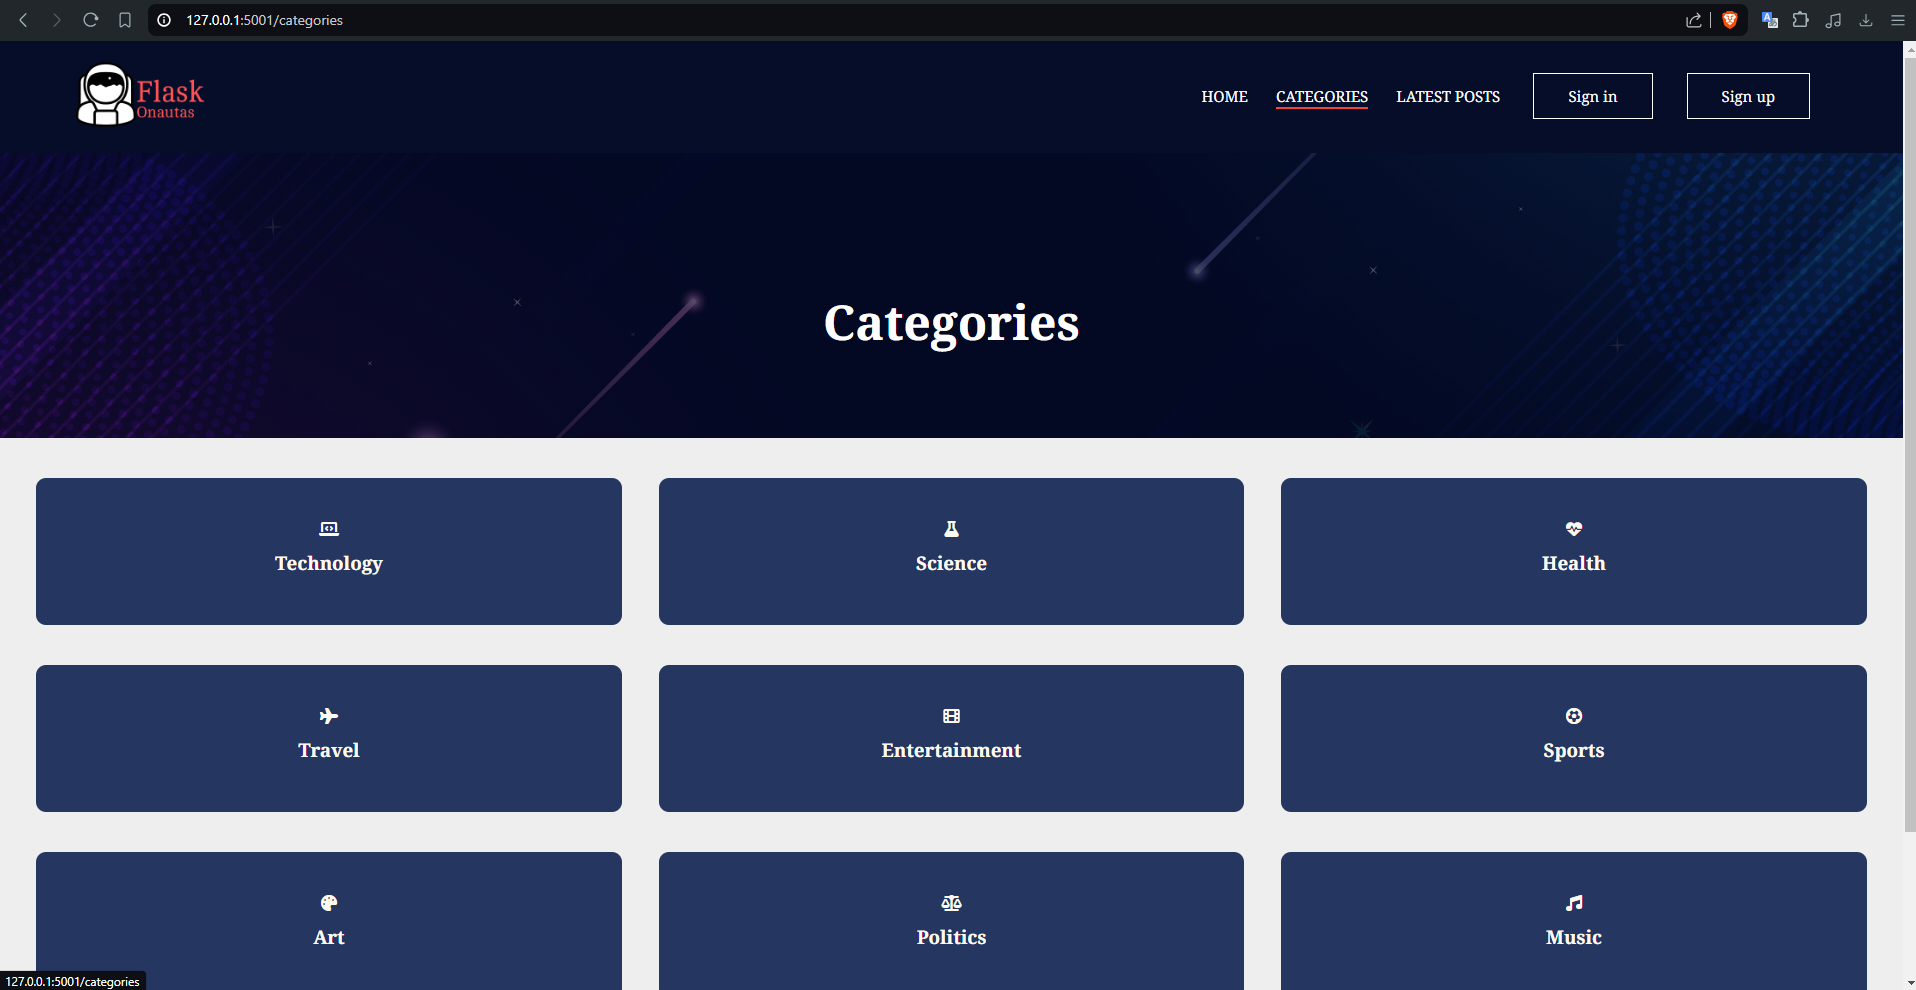 127.0.0.1:5001/categories
Flask
Onautas
HOME CATEGORIES LATEST POSTS Sign in Sign up
Categories
Technology Science Health
Travel Entertainment Sports
Art Politics Music
127.0.0.1:5001/categories